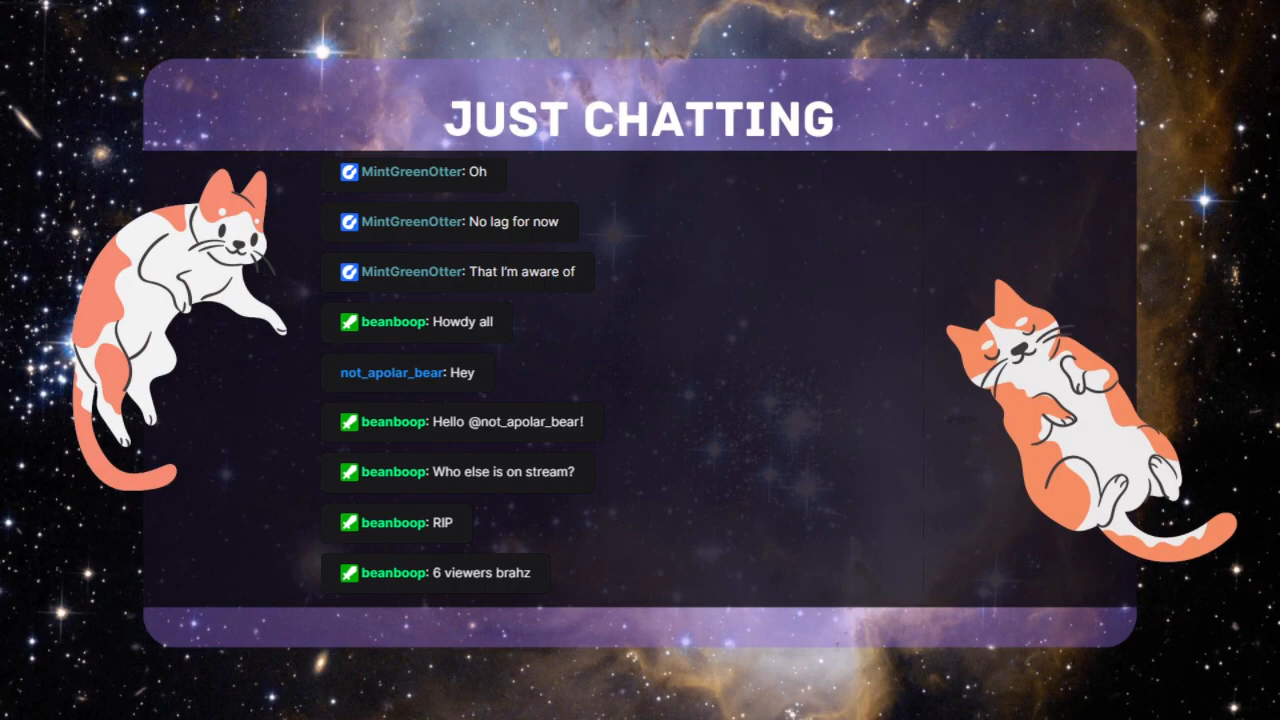 JUST CHATTING
MintGreenOtter: Oh
MintGreenOtter: No lag for now
MintGreenOtter: That I'm aware of
beanboop: Howdy all
not_apolar_bear: Hey
beanboop: Hello @not_apolar_bear!
beanboop: Who else is on stream?
beanboop: RIP
beanboop: 6 viewers brahz